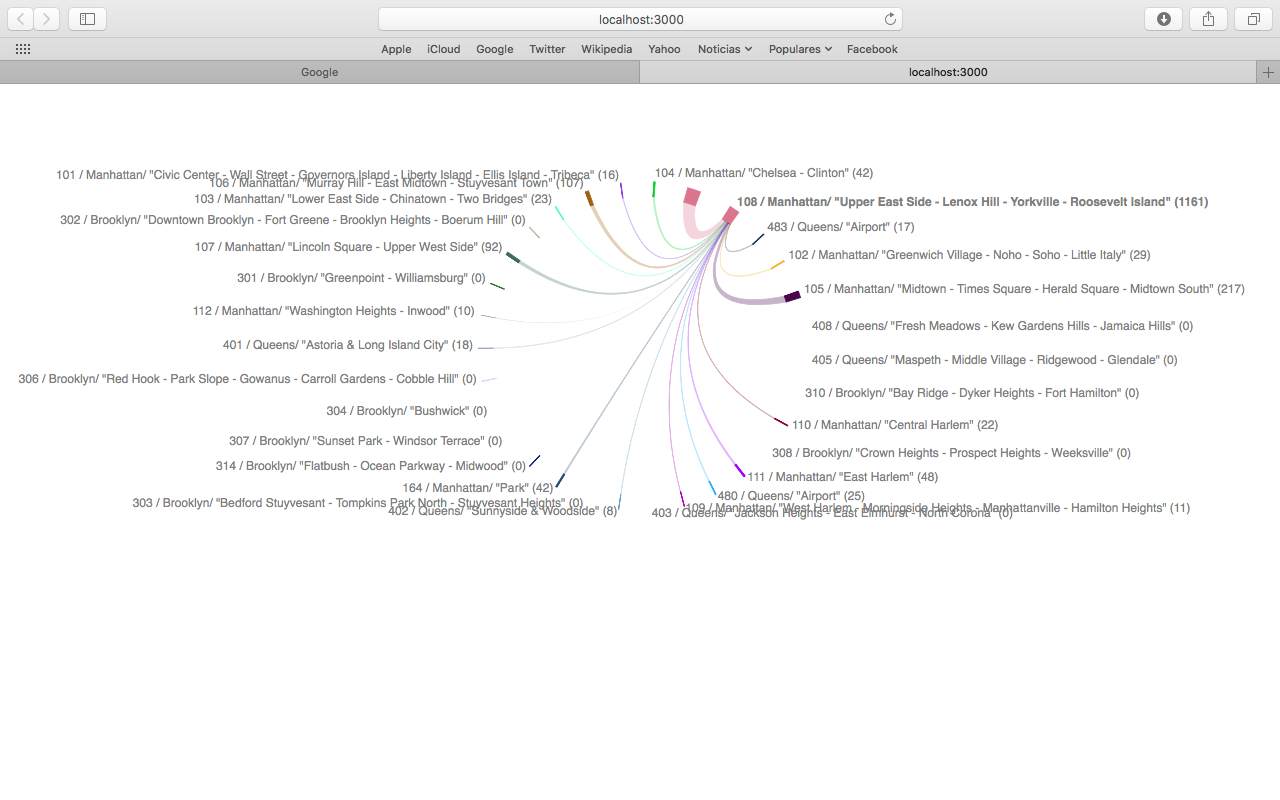 localhost:3000
Apple iCloud Google Twitter Wikipedia Yahoo Noticias Populares Facebook
Google localhost:3000
101 / Manhattan/ "Civic Center - Wall Street - Governors Island - Liberty Island - Ellis Island - Tribeca" (16)
106 / Manhattan/ "Murray Hill - East Midtown - Stuyvesant Town" (107)
103 / Manhattan/ "Lower East Side - Chinatown - Two Bridges" (23)
302 / Brooklyn/ "Downtown Brooklyn - Fort Greene - Brooklyn Heights - Boerum Hill" (0)
107 / Manhattan/ "Lincoln Square - Upper West Side" (92)
301 / Brooklyn/ "Greenpoint - Williamsburg" (0)
112 / Manhattan/ "Washington Heights - Inwood" (10)
401 / Queens/ "Astoria & Long Island City" (18)
306 / Brooklyn/ "Red Hook - Park Slope - Gowanus - Carroll Gardens - Cobble Hill" (0)
304 / Brooklyn/ "Bushwick" (0)
307 / Brooklyn/ "Sunset Park - Windsor Terrace" (0)
314 / Brooklyn/ "Flatbush - Ocean Parkway - Midwood" (0)
164 / Manhattan/ "Park" (42)
303 / Brooklyn/ "Bedford Stuyvesant - Tompkins Park North - Stuyvesant Heights" (0)
402 / Queens/ "Sunnyside & Woodside" (8)
104 / Manhattan/ "Chelsea - Clinton" (42)
108 / Manhattan/ "Upper East Side - Lenox Hill - Yorkville - Roosevelt Island" (1161)
483 / Queens/ "Airport" (17)
102 / Manhattan/ "Greenwich Village - Noho - Soho - Little Italy" (29)
105 / Manhattan/ "Midtown - Times Square - Herald Square - Midtown South" (217)
408 / Queens/ "Fresh Meadows - Kew Gardens Hills - Jamaica Hills" (0)
405 / Queens/ "Maspeth - Middle Village - Ridgewood - Glendale" (0)
310 / Brooklyn/ "Bay Ridge - Dyker Heights - Fort Hamilton" (0)
110 / Manhattan/ "Central Harlem" (22)
308 / Brooklyn/ "Crown Heights - Prospect Heights - Weeksville" (0)
111 / Manhattan/ "East Harlem" (48)
480 / Queens/ "Airport" (25)
109 / Manhattan/ "West Harlem - Morningside Heights - Manhattanville - Hamilton Heights" (11)
403 / Queens/ "Jackson Heights - East Elmhurst - North Corona" (0)